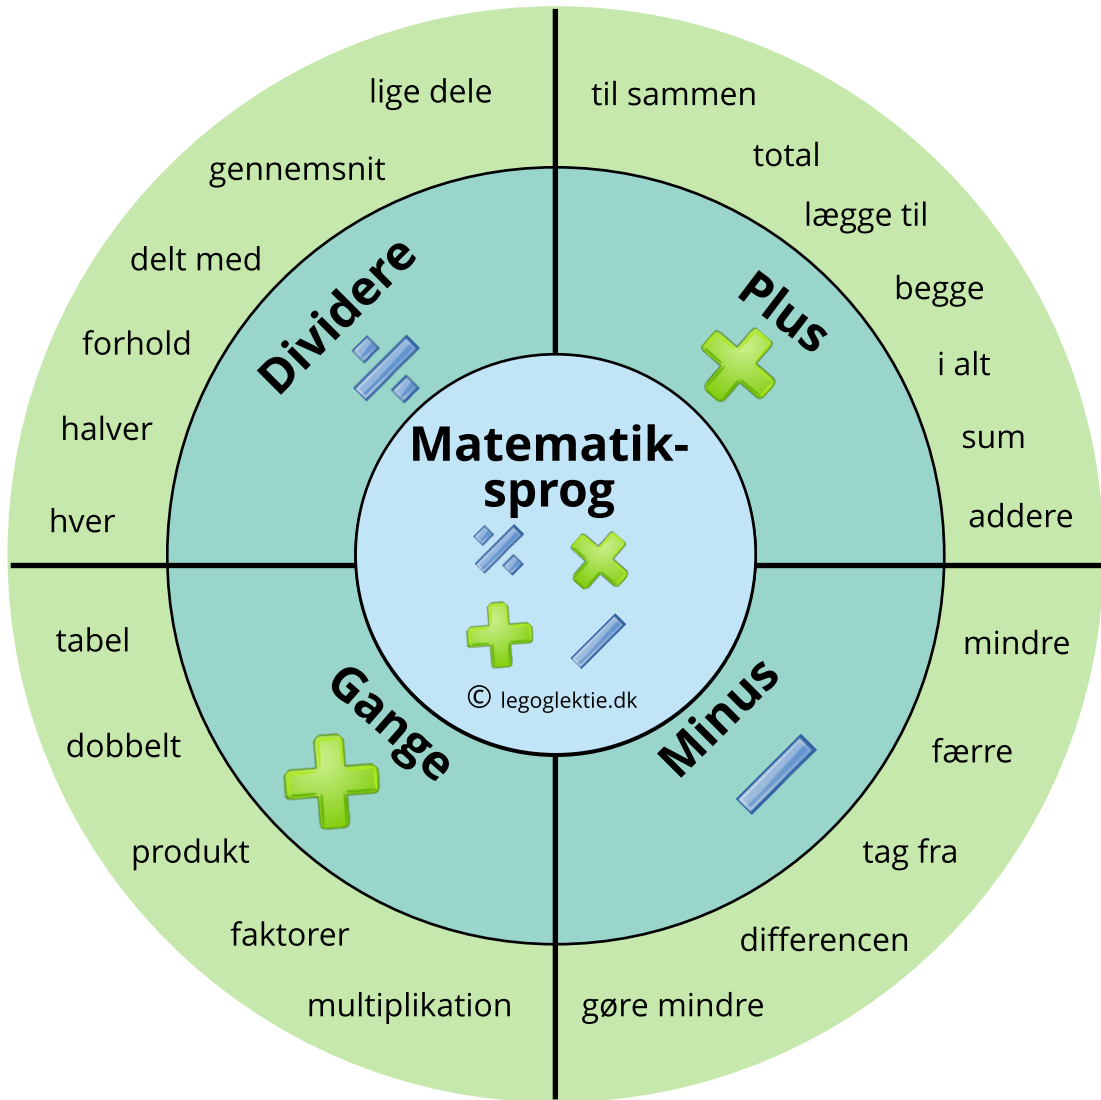 Matematik-
sprog
© legoglektie.dk
Dividere
lige dele
gennemsnit
delt med
forhold
halver
hver
Plus
til sammen
total
lægge til
begge
i alt
sum
addere
Gange
tabel
dobbelt
produkt
faktorer
multiplikation
Minus
mindre
færre
tag fra
differencen
gøre mindre